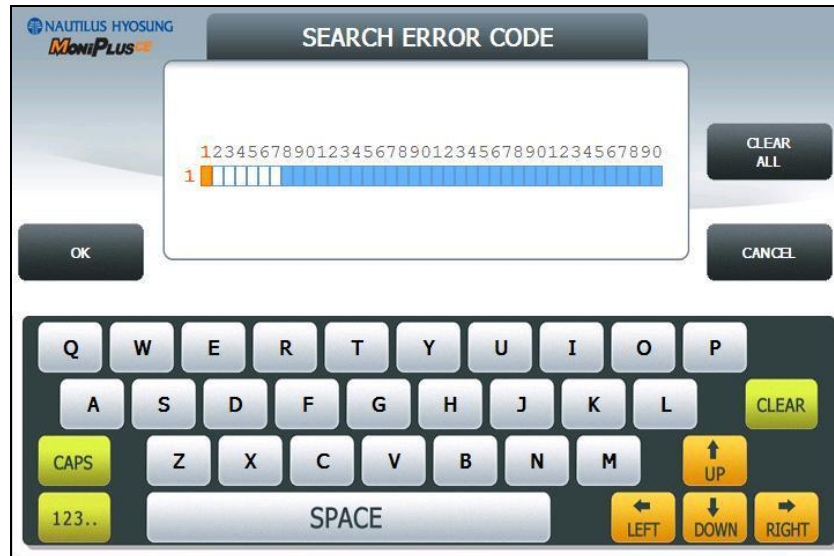 NAUTILUS HYOSUNG
MoniPlusCE
SEARCH ERROR CODE
1234567890123456789012345678901234567890
1
CLEAR
ALL
OK
CANCEL
Q W E R T Y U I O P
A S D F G H J K L CLEAR
CAPS Z X C V B N M UP
123.. SPACE LEFT DOWN RIGHT